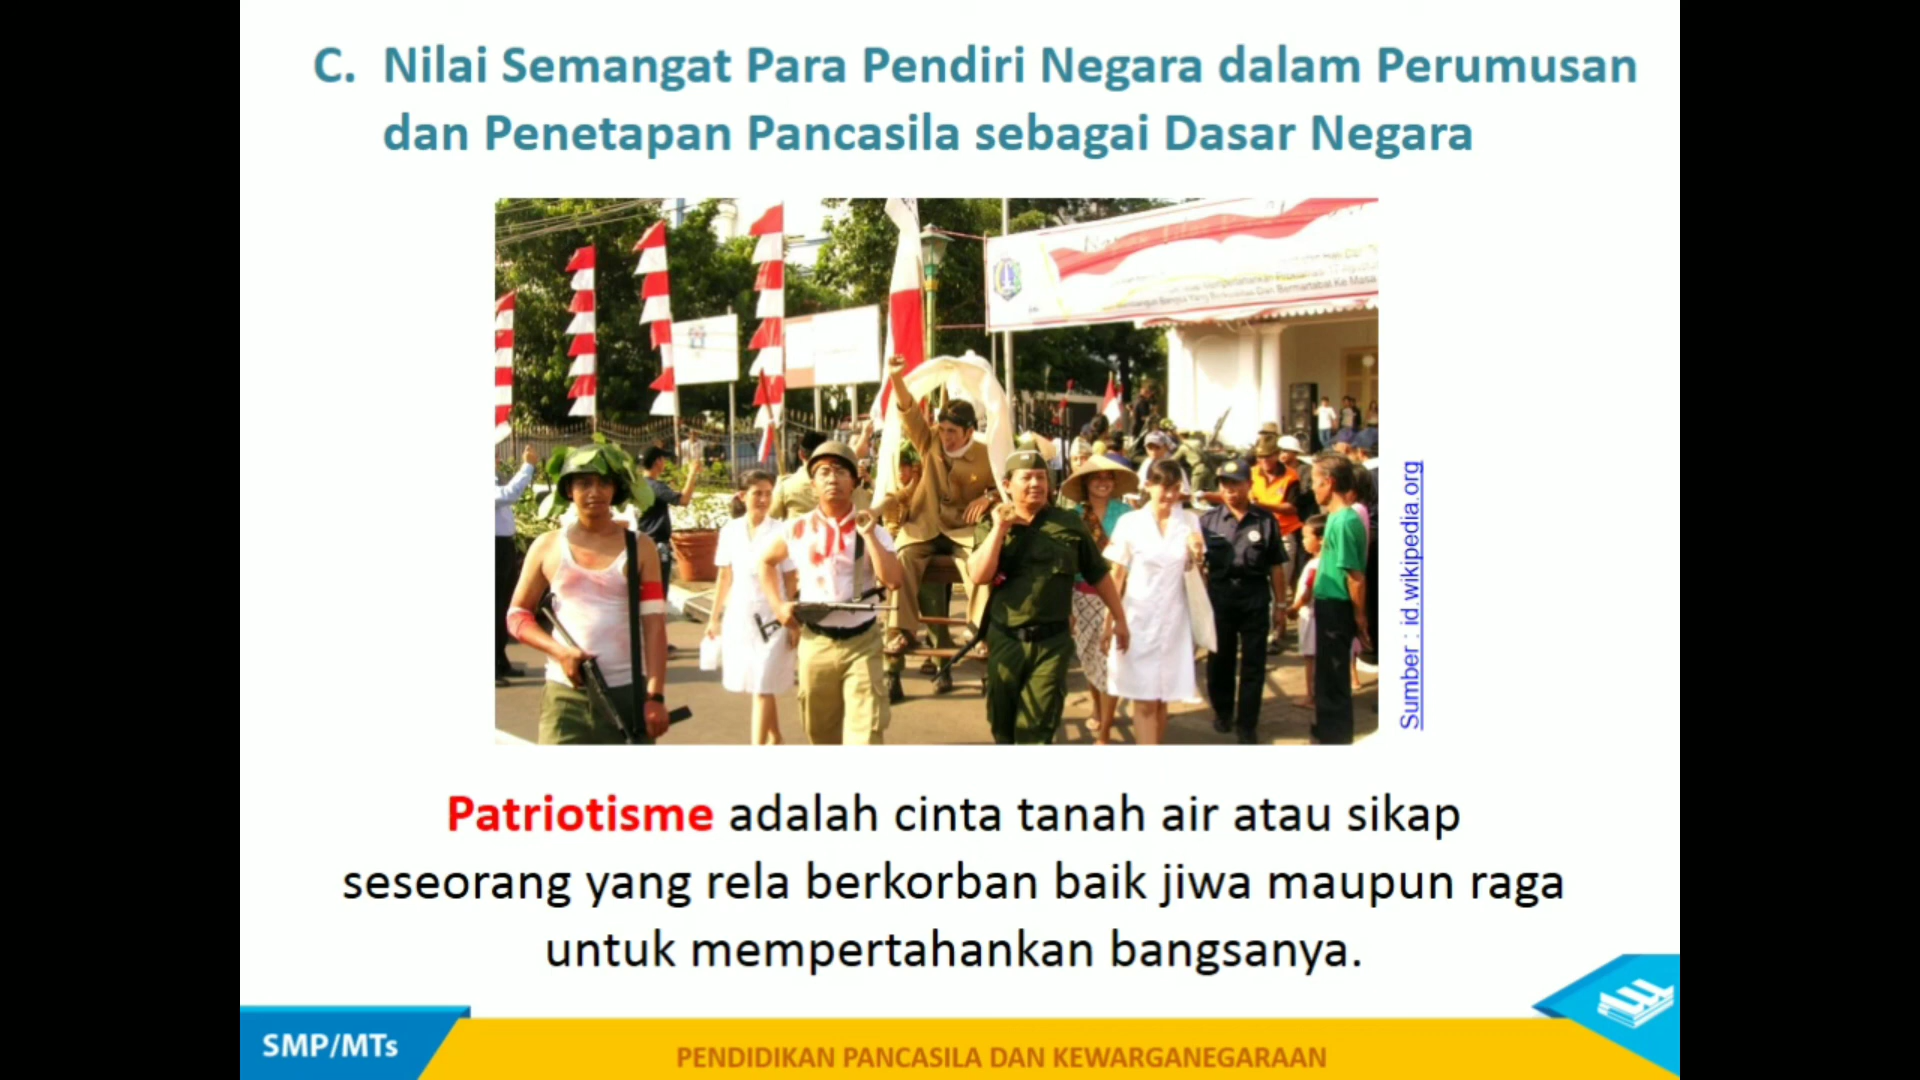 C. Nilai Semangat Para Pendiri Negara dalam Perumusan
dan Penetapan Pancasila sebagai Dasar Negara
Sumber : id.wikipedia.org
Patriotisme adalah cinta tanah air atau sikap
seseorang yang rela berkorban baik jiwa maupun raga
untuk mempertahankan bangsanya.
SMP/MTs
PENDIDIKAN PANCASILA DAN KEWARGANEGARAAN